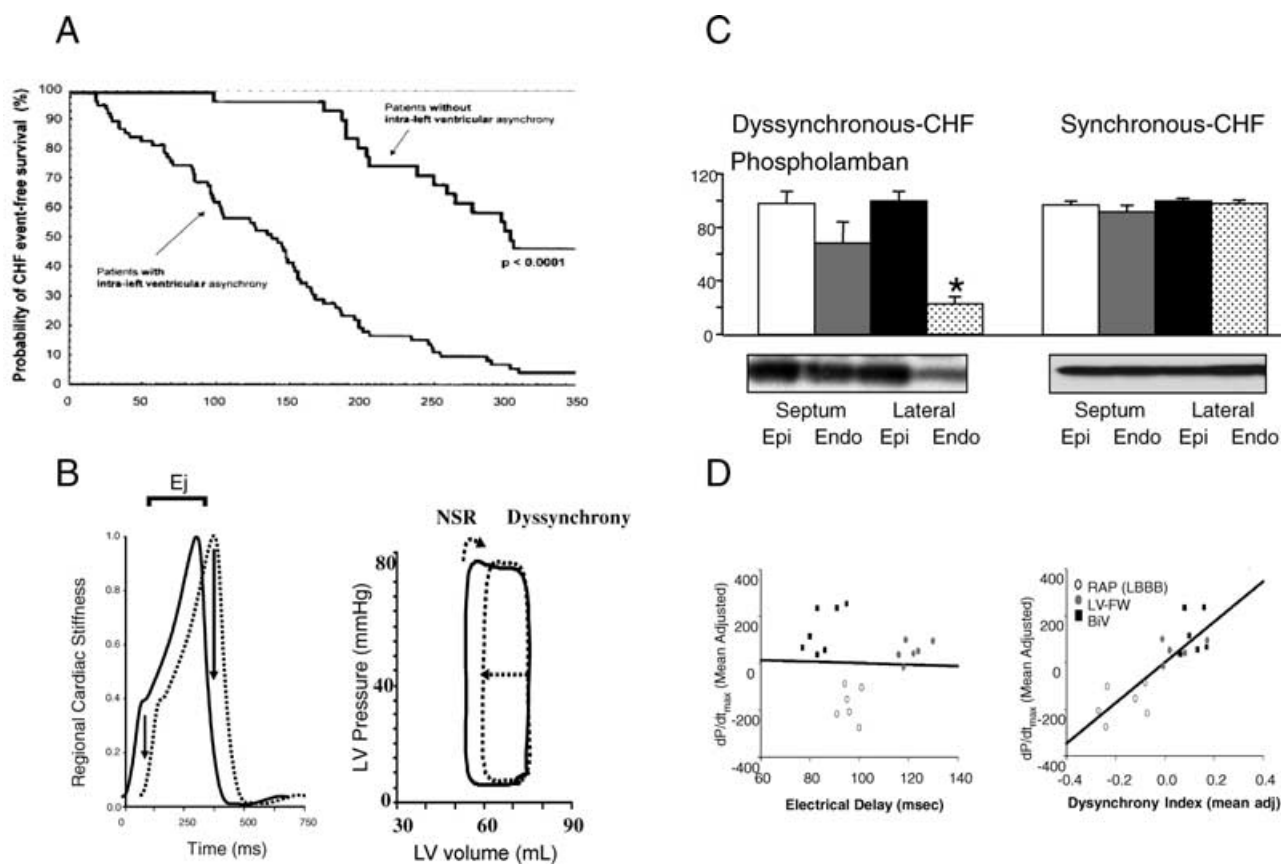 A
Probability of CHF event-free survival (%)
100
90
80
70
60
50
40
30
20
10
0
Patients without
intra-left ventricular asynchrony
Patients with
intra-left ventricular asynchrony
p < 0.0001
0 100 150 200 250 300 350
B
Ej
Regional Cardiac Stiffness
1.0
0.8
0.6
0.4
0.2
0.0
0 250 500 750
Time (ms)
NSR Dyssynchrony
LV Pressure (mmHg)
80
40
0
30 60 90
LV volume (mL)
C
Dyssynchronous-CHF Synchronous-CHF
Phospholamban
120
80
40
0
*
Septum Lateral
Epi Endo Epi Endo
Septum Lateral
Epi Endo Epi Endo
D
dP/dtmax (Mean Adjusted)
400
200
0
-200
-400
60 80 100 120 140
Electrical Delay (msec)
dP/dtmax (Mean Adjusted)
400
200
0
-200
-400
RAP (LBBB)
LV-FW
BiV
-0.4 -0.2 0.0 0.2 0.4
Dysynchrony Index (mean adj)